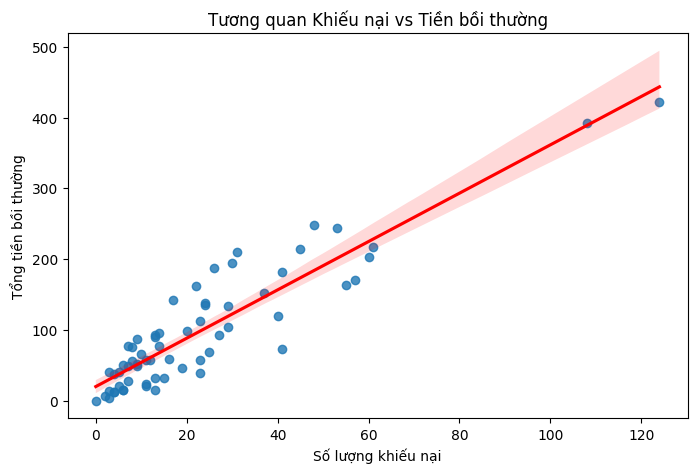 Tương quan Khiếu nại vs Tiền bồi thường
500
400
300
200
100
0
Tổng tiền bồi thường
0 20 40 60 80 100 120
Số lượng khiếu nại